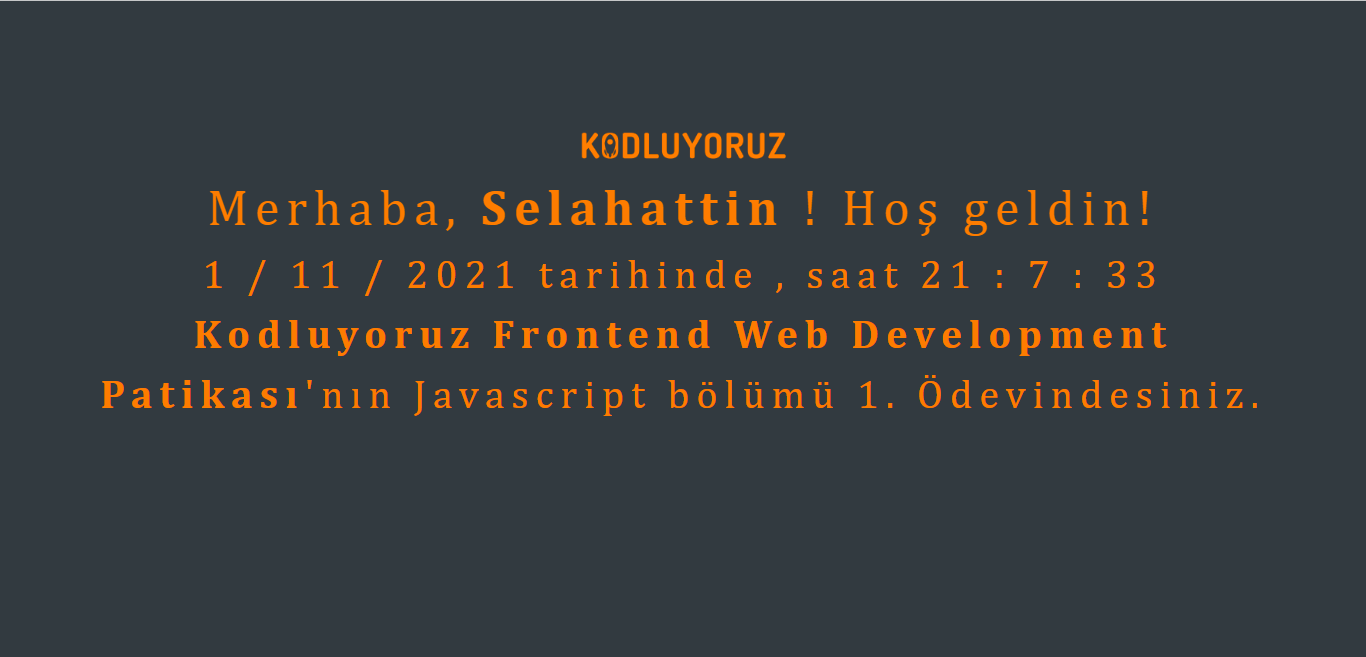 KODLUYORUZ
Merhaba, Selahattin ! Hoş geldin!
1 / 11 / 2021 tarihinde , saat 21 : 7 : 33
Kodluyoruz Frontend Web Development
Patikası'nın Javascript bölümü 1. Ödevindesiniz.